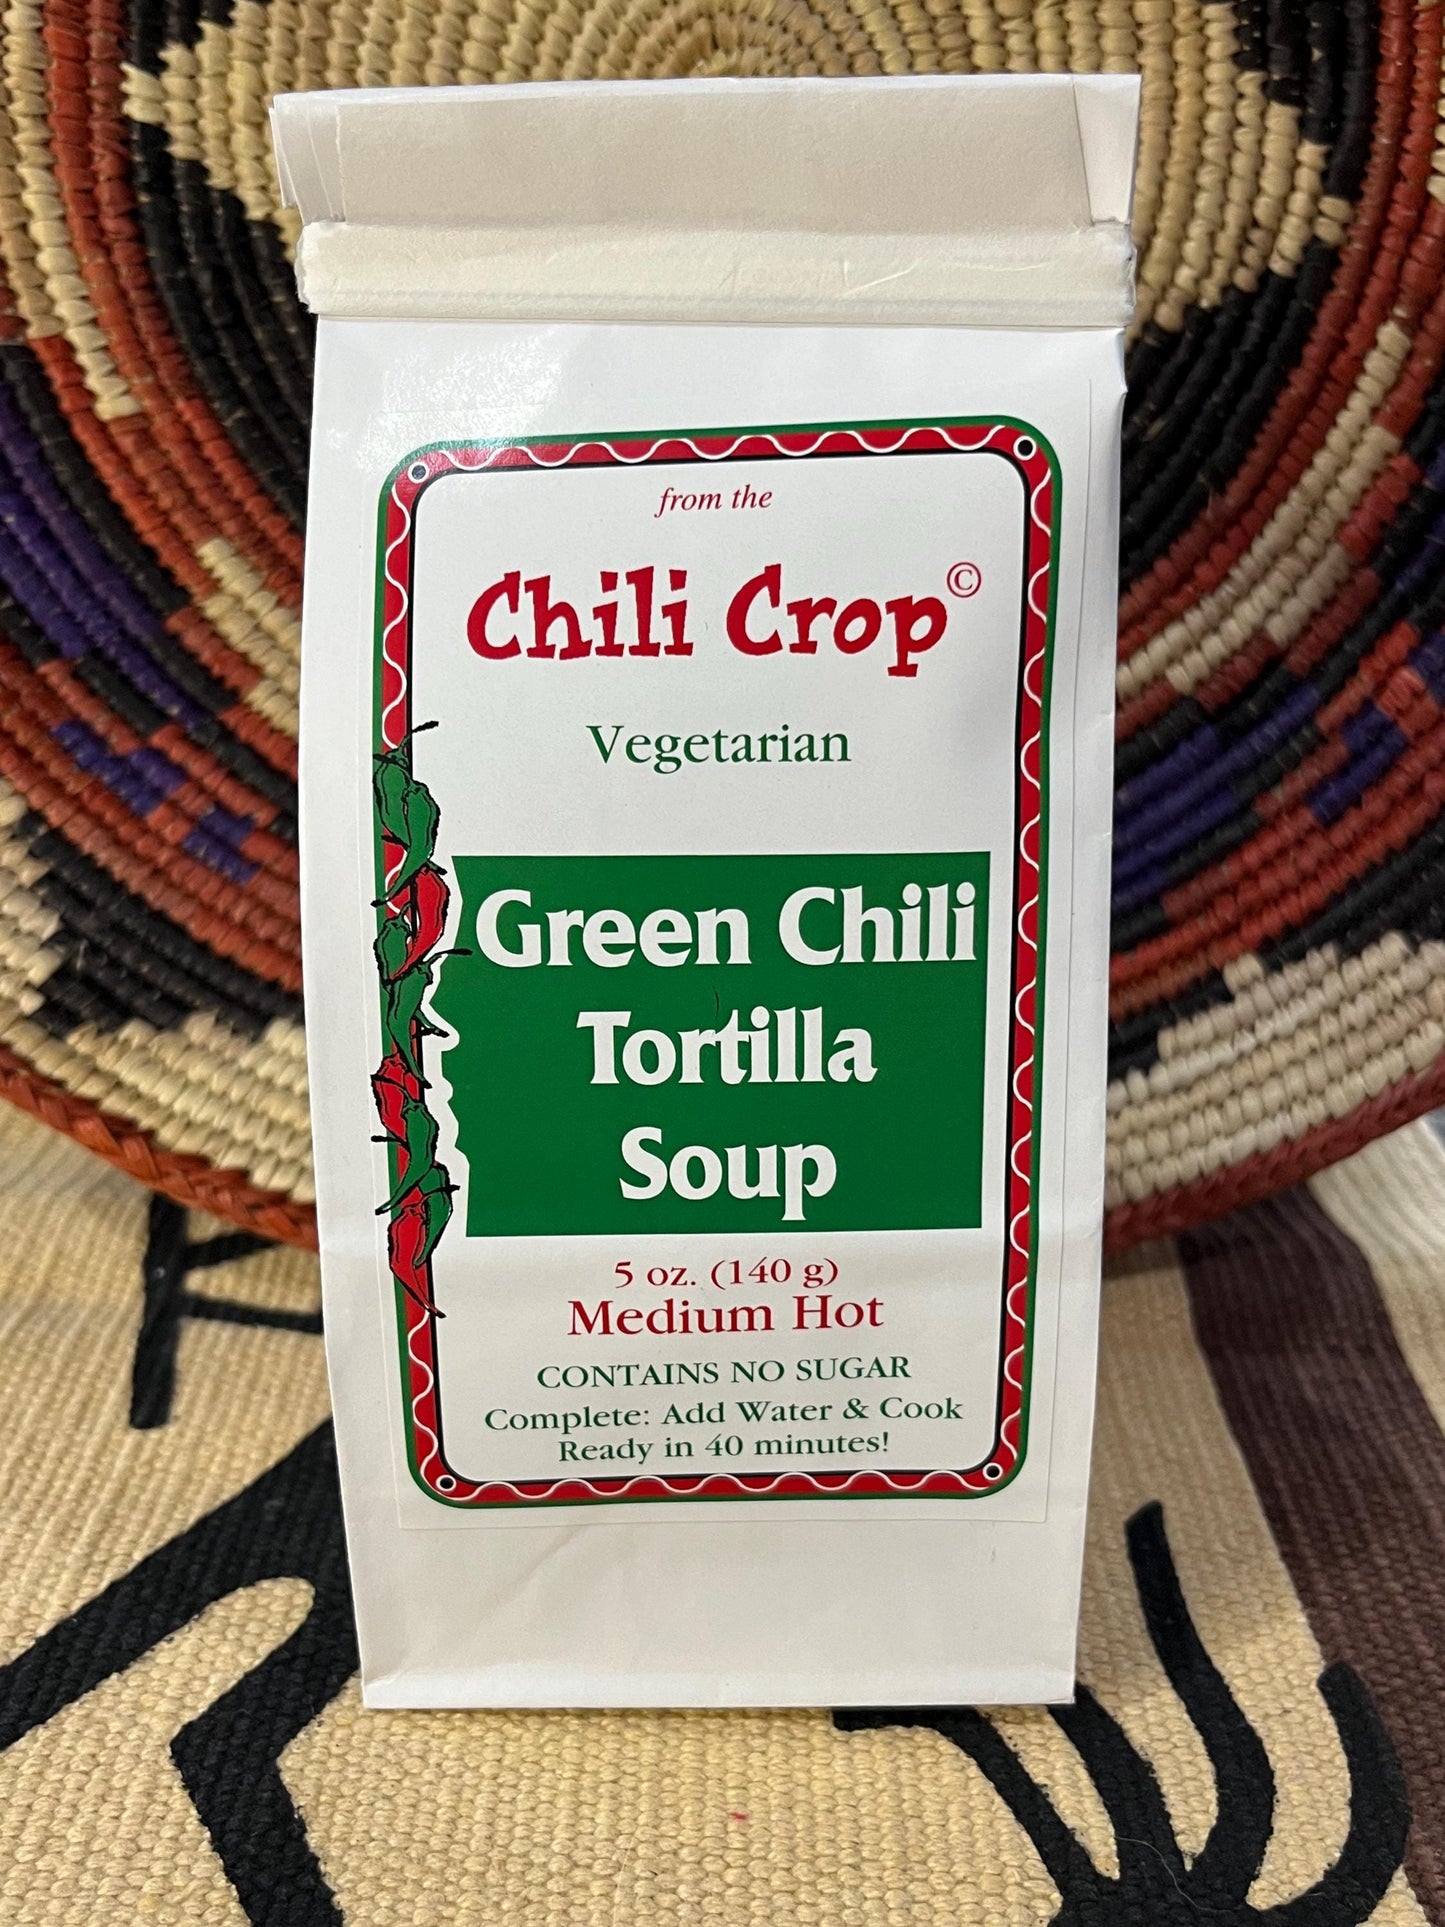 from the
Chili Crop©
Vegetarian
Green Chili
Tortilla
Soup
5 oz. (140 g)
Medium Hot
CONTAINS NO SUGAR
Complete: Add Water & Cook
Ready in 40 minutes!